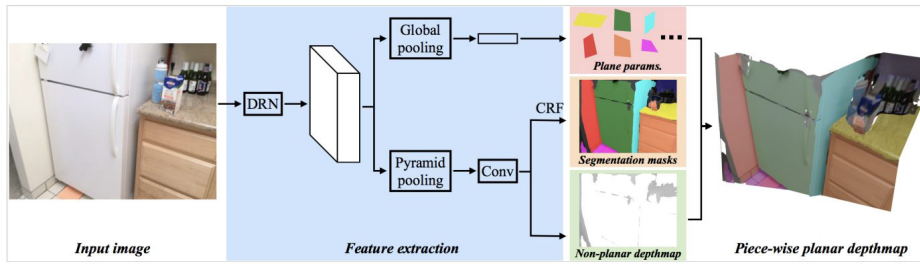 Global
pooling
DRN
Pyramid
pooling
Conv
CRF
Plane params.
Segmentation masks
Non-planar depthmap
Input image
Feature extraction
Piece-wise planar depthmap